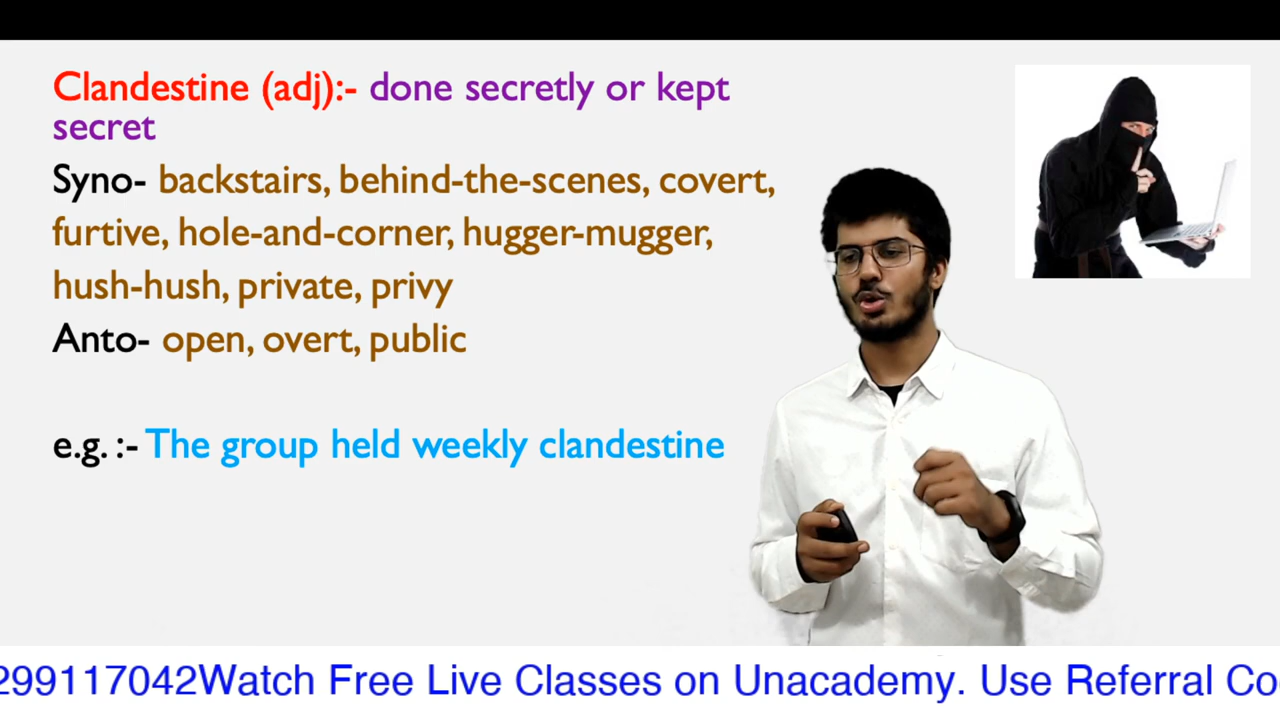 Clandestine (adj):- done secretly or kept
secret
Syno- backstairs, behind-the-scenes, covert,
furtive, hole-and-corner, hugger-mugger,
hush-hush, private, privy
Anto- open, overt, public
e.g. :- The group held weekly clandestine
299117042Watch Free Live Classes on Unacademy. Use Referral Co